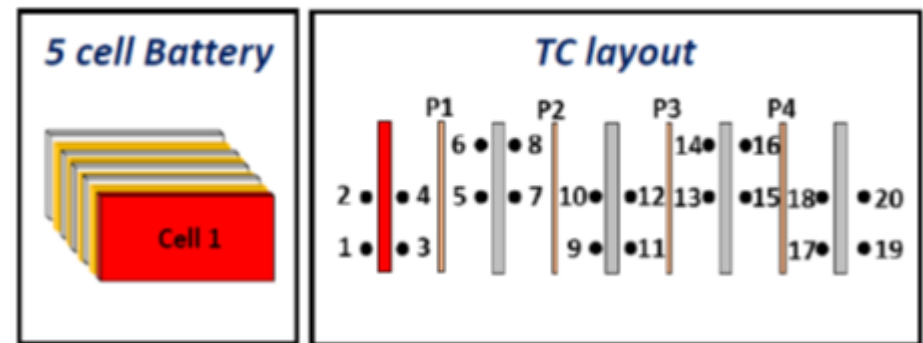 5 cell Battery
Cell 1
TC layout
P1 P2 P3 P4
6 8 14 16
2 4 5 7 10 12 13 15 18 20
1 3 9 11 17 19